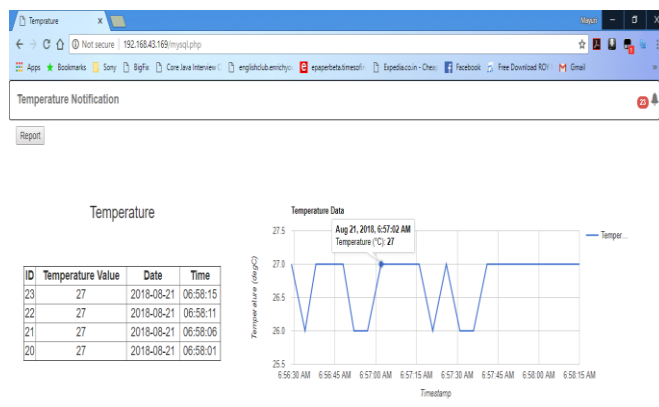 Temprature
Mayuri
Not secure | 192.168.43.169/mysql.php
Apps Bookmarks Sony BigFix Core Java Interview C englishclub.enrichyo epaperbeta.timesofi Expedia.co.in - Cheap Facebook Free Download ROY Gmail
Temperature Notification
23
Report
Temperature
ID Temperature Value Date Time
23 27 2018-08-21 06:58:15
22 27 2018-08-21 06:58:11
21 27 2018-08-21 06:58:06
20 27 2018-08-21 06:58:01
Temperature Data
Aug 21, 2018, 6:57:02 AM
Temperature (°C): 27
Temper...
27.5
27.0
26.5
26.0
25.5
Temperature (degC)
6:56:30 AM 6:56:45 AM 6:57:00 AM 6:57:15 AM 6:57:30 AM 6:57:45 AM 6:58:00 AM 6:58:15 AM
Timestamp